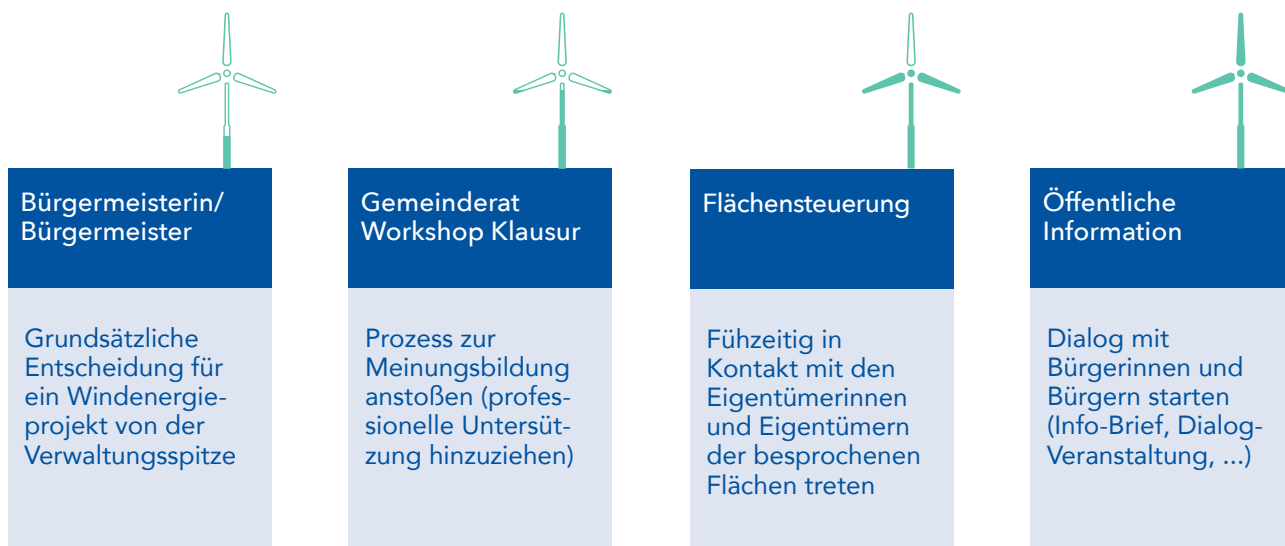 Bürgermeisterin/
Bürgermeister
Grundsätzliche
Entscheidung für
ein Windenergie-
projekt von der
Verwaltungsspitze
Gemeinderat
Workshop Klausur
Prozess zur
Meinungsbildung
anstoßen (profes-
sionelle Untersüt-
zung hinzuziehen)
Flächensteuerung
Fühzeitig in
Kontakt mit den
Eigentümerinnen
und Eigentümern
der besprochenen
Flächen treten
Öffentliche
Information
Dialog mit
Bürgerinnen und
Bürgern starten
(Info-Brief, Dialog-
Veranstaltung, ...)